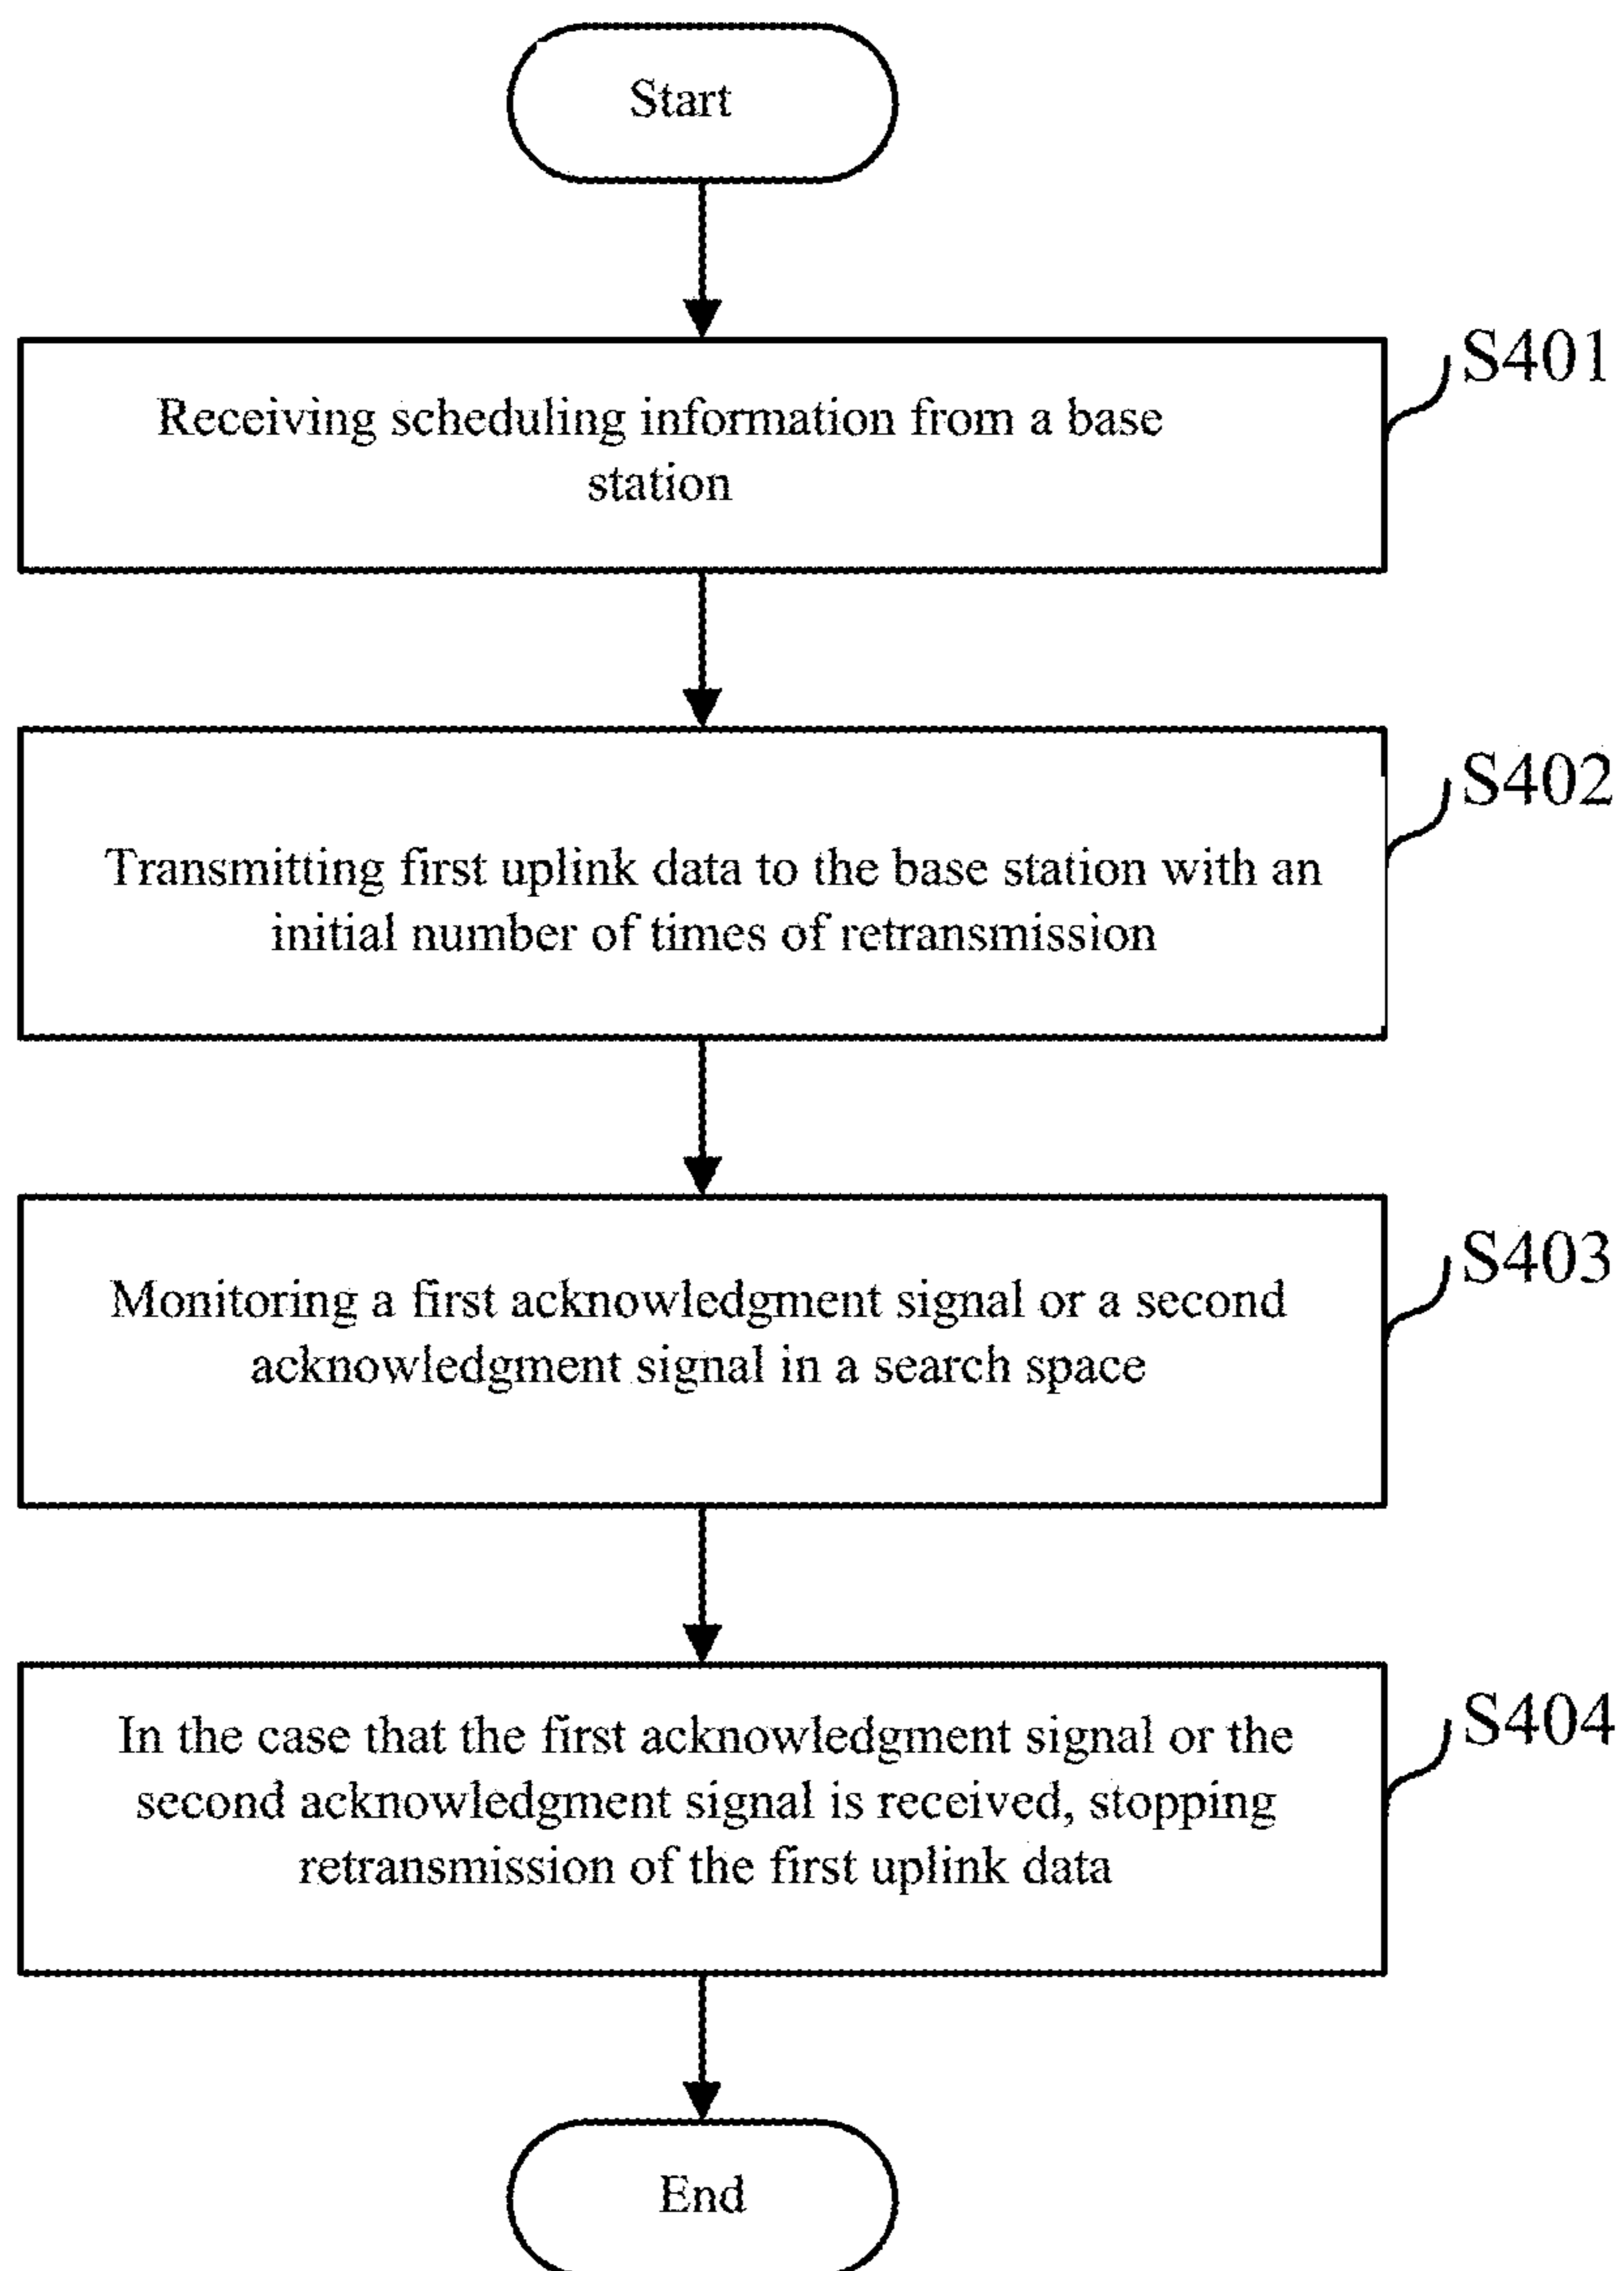 Start
S401
Receiving scheduling information from a base
station
S402
Transmitting first uplink data to the base station with an
initial number of times of retransmission
S403
Monitoring a first acknowledgment signal or a second
acknowledgment signal in a search space
S404
In the case that the first acknowledgment signal or the
second acknowledgment signal is received, stopping
retransmission of the first uplink data
End